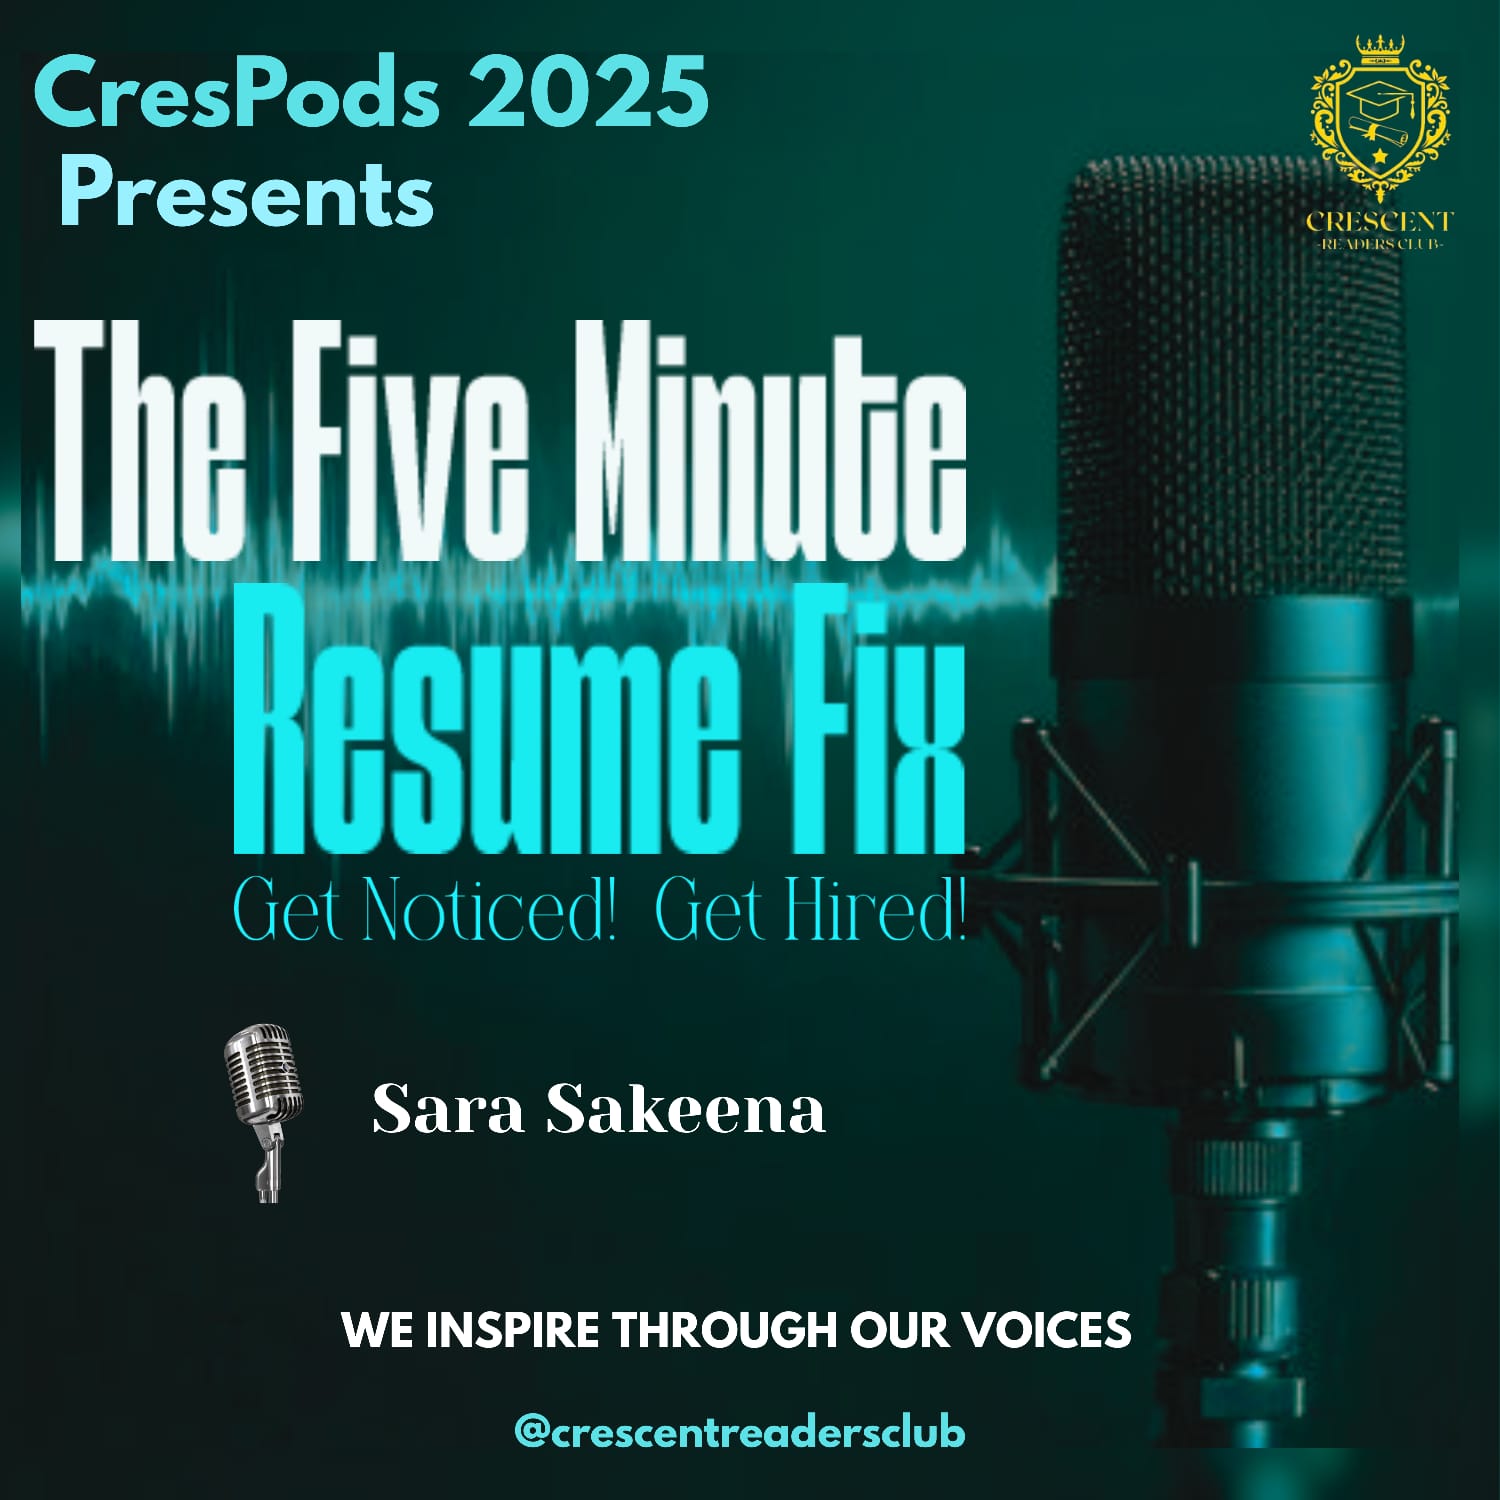 CresPods 2025
Presents
CRESCENT
-READERS CLUB-
The Five Minute
Resume Fix
Get Noticed! Get Hired!
Sara Sakeena
WE INSPIRE THROUGH OUR VOICES
@crescentreadersclub